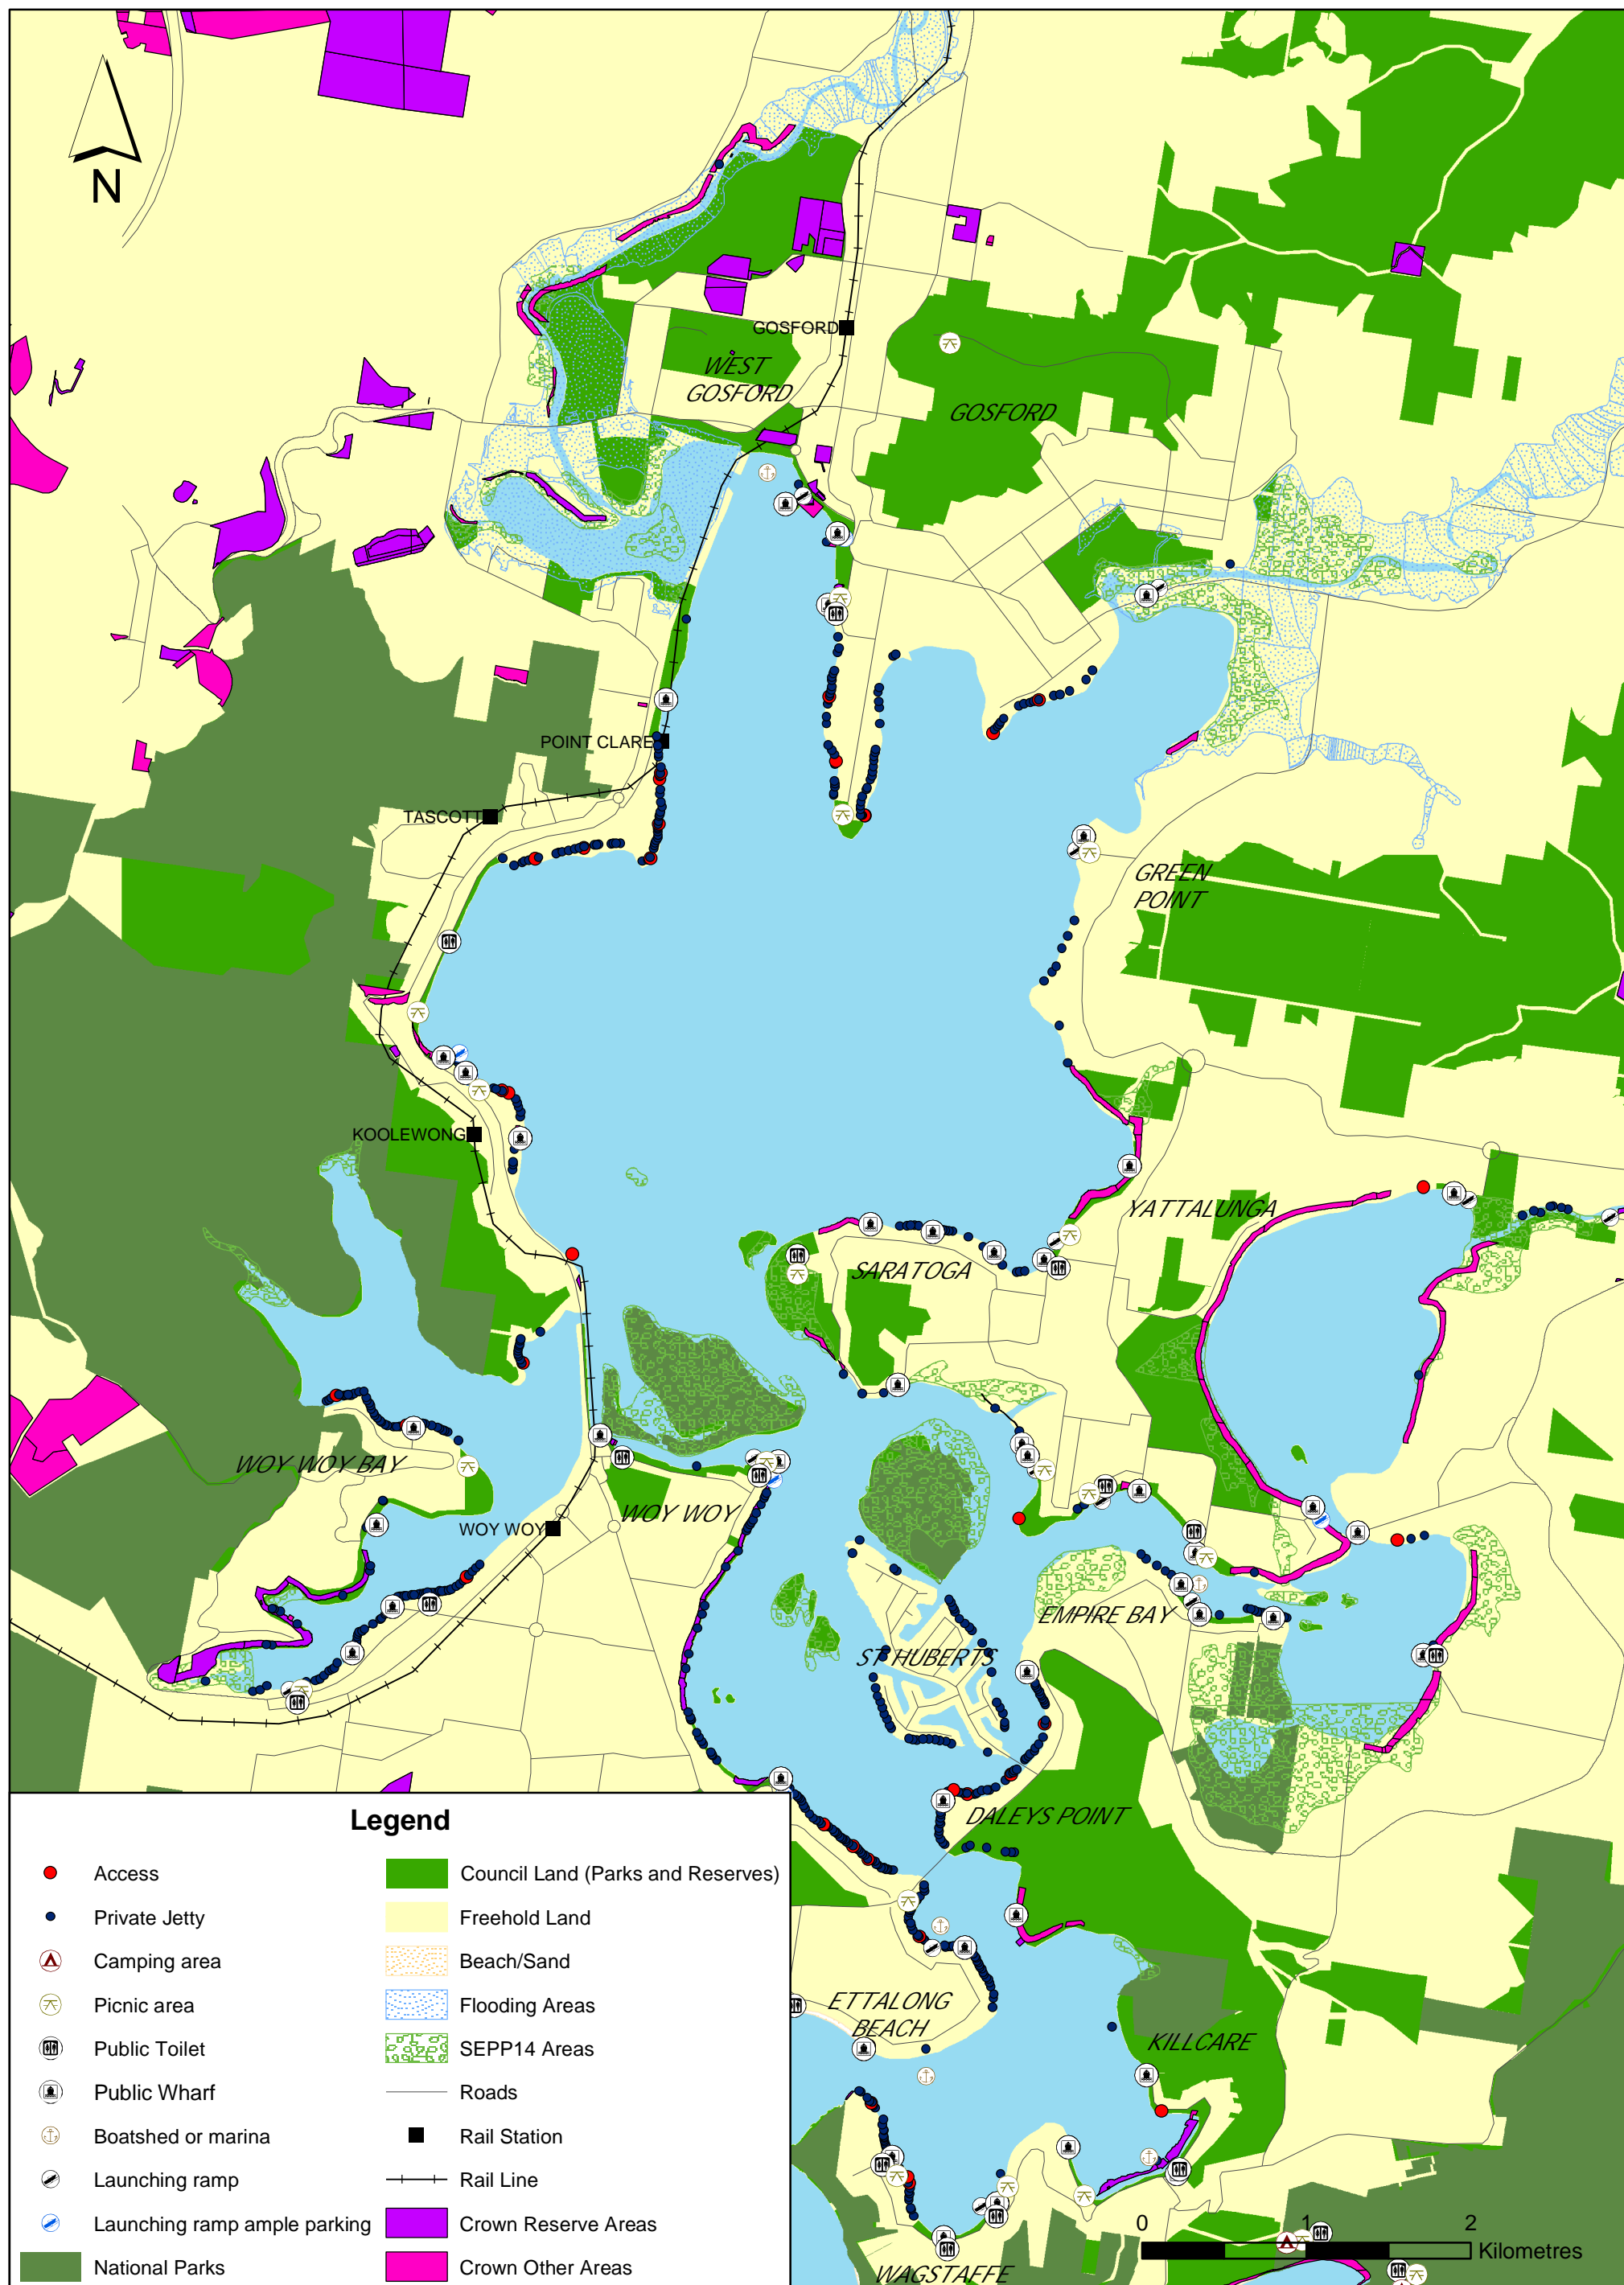 N
GOSFORD
WEST
GOSFORD
GOSFORD
POINT CLARE
TASCOTT
GREEN
POINT
KOOLEWONG
YATTALUNGA
SARATOGA
WOY WOY BAY
WOY WOY
WOY WOY
EMPIRE BAY
ST HUBERTS
DALEYS POINT
ETTALONG
BEACH
KILLCARE
WAGSTAFFE
0 1 2
Kilometres
Legend
Access
Private Jetty
Camping area
Picnic area
Public Toilet
Public Wharf
Boatshed or marina
Launching ramp
Launching ramp ample parking
National Parks
Council Land (Parks and Reserves)
Freehold Land
Beach/Sand
Flooding Areas
SEPP14 Areas
Roads
Rail Station
Rail Line
Crown Reserve Areas
Crown Other Areas